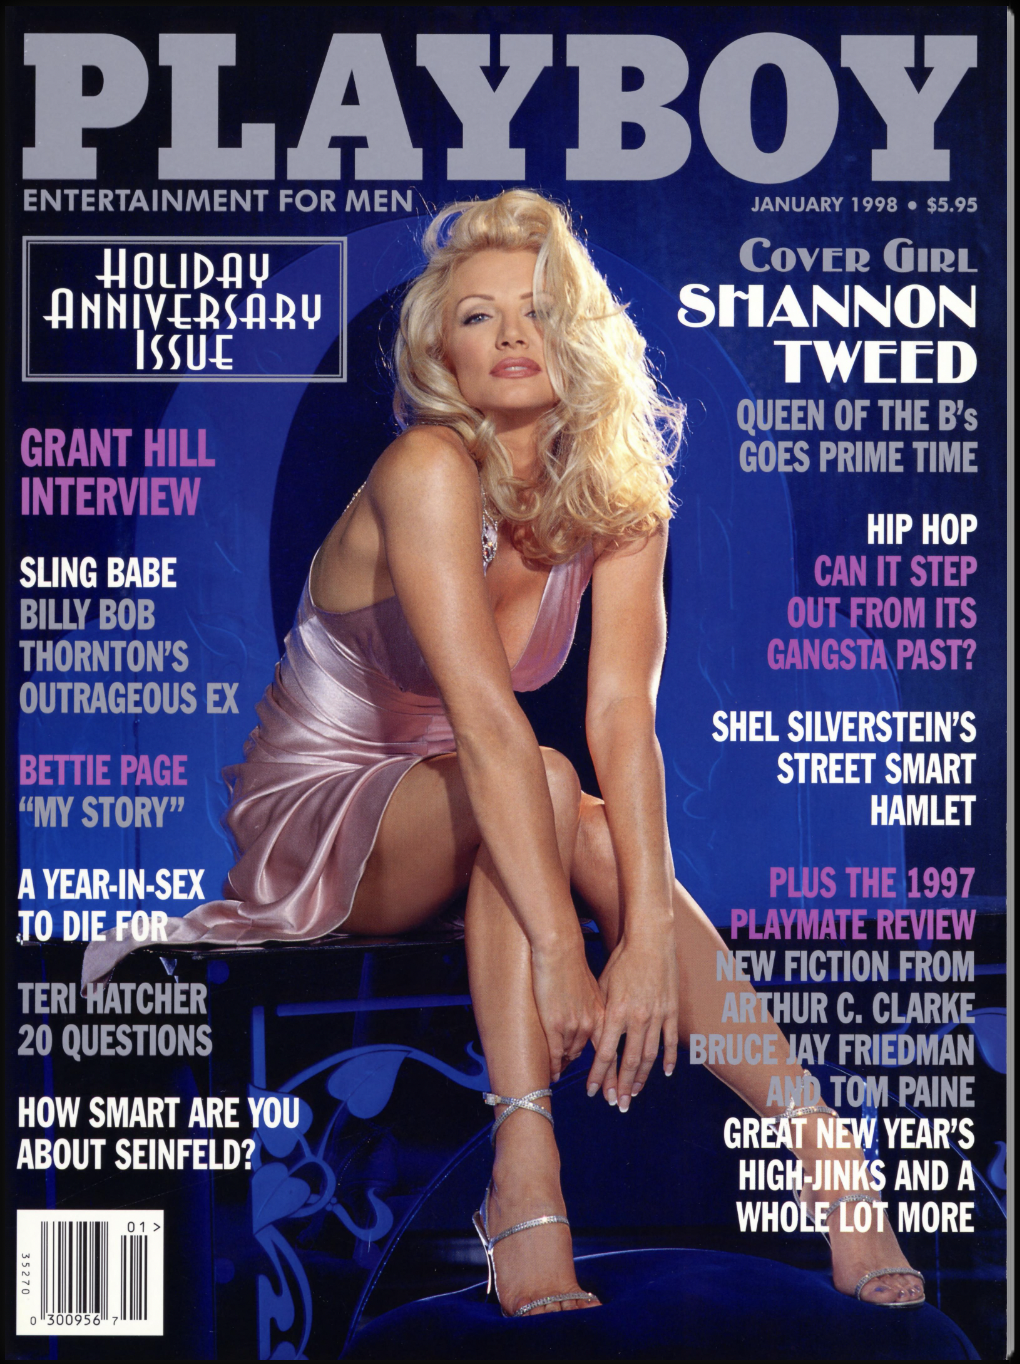 PLAYBOY
ENTERTAINMENT FOR MEN
JANUARY 1998 • $5.95
HOLIDAY
ANNIVERSARY
ISSUE
GRANT HILL
INTERVIEW
SLING BABE
BILLY BOB
THORNTON'S
OUTRAGEOUS EX
BETTIE PAGE
“MY STORY”
A YEAR-IN-SEX
TO DIE FOR
TERI HATCHER
20 QUESTIONS
HOW SMART ARE YOU
ABOUT SEINFELD?
COVER GIRL
SHANNON
TWEED
QUEEN OF THE B's
GOES PRIME TIME
HIP HOP
CAN IT STEP
OUT FROM ITS
GANGSTA PAST?
SHEL SILVERSTEIN'S
STREET SMART
HAMLET
PLUS THE 1997
PLAYMATE REVIEW
NEW FICTION FROM
ARTHUR C. CLARKE
BRUCE JAY FRIEDMAN
AND TOM PAINE
GREAT NEW YEAR'S
HIGH-JINKS AND A
WHOLE LOT MORE
01>
35270
0 300956 7